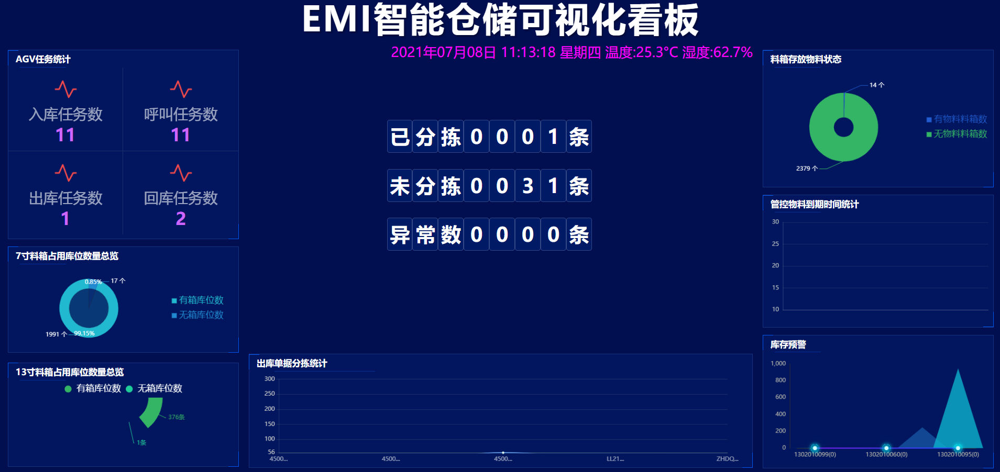 EMI智能仓储可视化看板
2021年07月08日 11:13:18 星期四 温度:25.3°C 湿度:62.7%
AGV任务统计
入库任务数
11
呼叫任务数
11
出库任务数
1
回库任务数
2
7寸料箱占用库位数量总览
0.85%
17 个
1991 个
99.15%
有箱库位数
无箱库位数
13寸料箱占用库位数量总览
有箱库位数 无箱库位数
376条
1条
已分拣0001条
未分拣0031条
异常数0000条
出库单据分拣统计
300
250
200
150
100
56
4500... 4500... 4500... LL21... ZHDQ...
料箱存放物料状态
14 个
2379 个
有物料料箱数
无物料料箱数
管控物料到期时间统计
30
25
20
15
10
库存预警
1,000
800
600
400
200
0
1302010099(0) 1302010060(0) 1302010095(0)